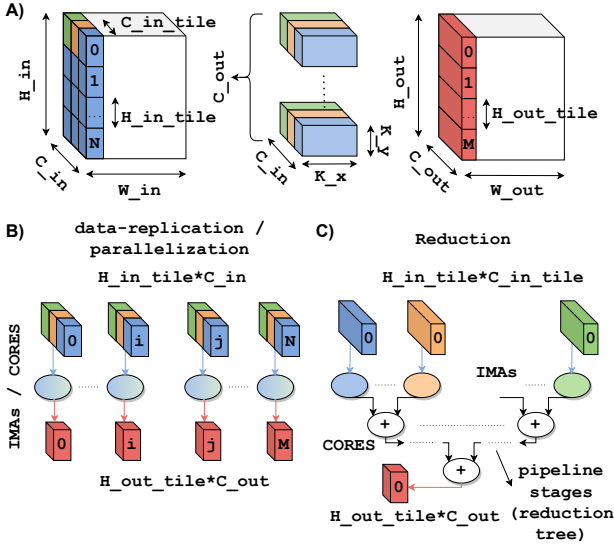 A)
C_in_tile
0
1
...
N
H_in
H_in_tile
C_in
W_in
C_out
C_in
K_x
K_y
H_out
0
1
...
M
H_out_tile
C_out
W_out
B)
data-replication /
parallelization
H_in_tile*C_in
IMAs / CORES
0
i
j
N
0
i
j
M
H_out_tile*C_out
C)
Reduction
H_in_tile*C_in_tile
0
0
0
IMAs
+
+
CORES
+
0
H_out_tile*C_out
pipeline
stages
(reduction
tree)